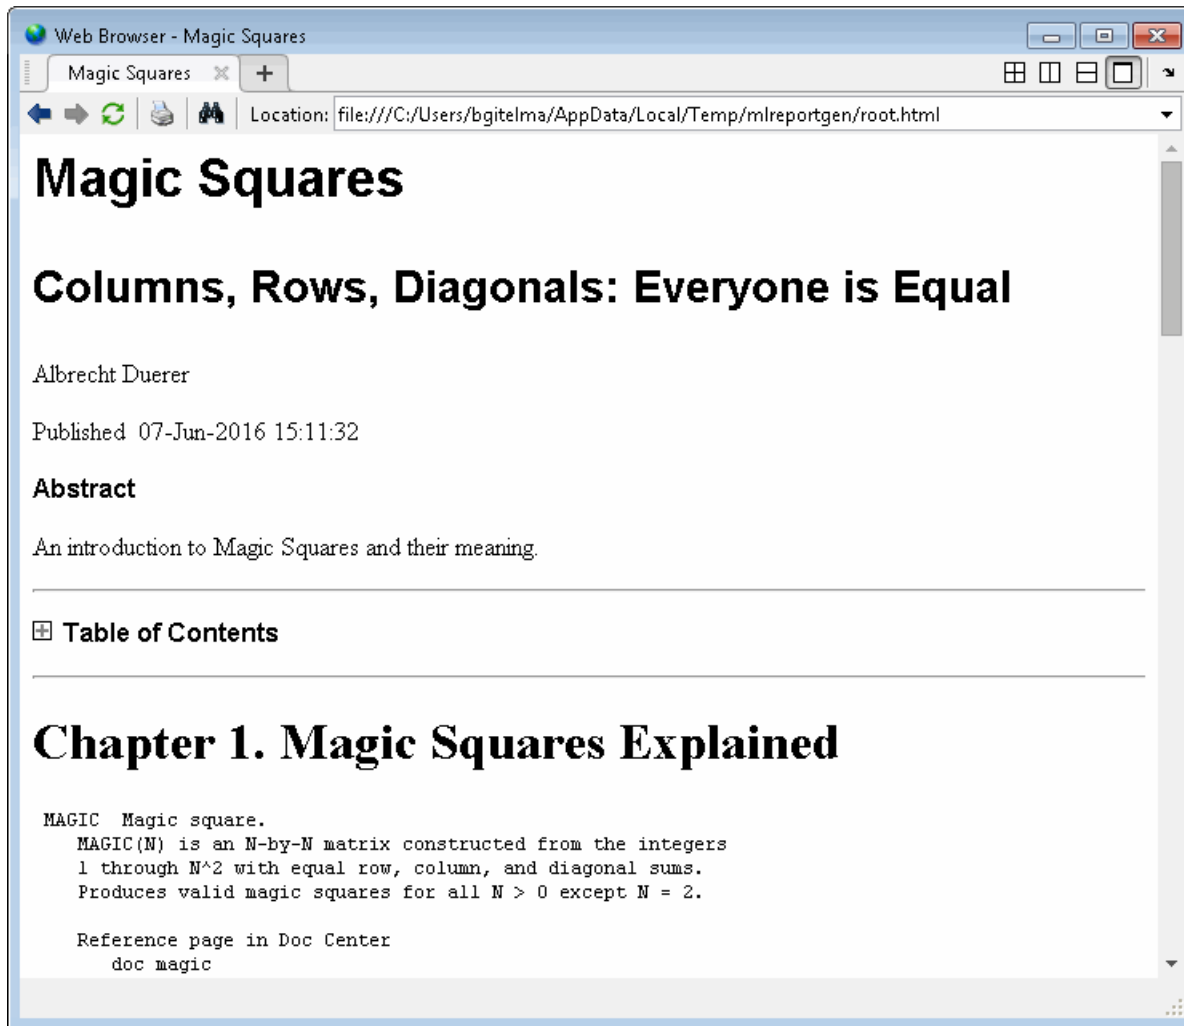 Web Browser - Magic Squares
Magic Squares
Location: file:///C:/Users/bgitelma/AppData/Local/Temp/mlreportgen/root.html
Magic Squares
Columns, Rows, Diagonals: Everyone is Equal
Albrecht Duerer
Published  07-Jun-2016 15:11:32
Abstract
An introduction to Magic Squares and their meaning.
Table of Contents
Chapter 1. Magic Squares Explained
MAGIC  Magic square.
MAGIC(N) is an N-by-N matrix constructed from the integers
1 through N^2 with equal row, column, and diagonal sums.
Produces valid magic squares for all N > 0 except N = 2.
Reference page in Doc Center
doc magic